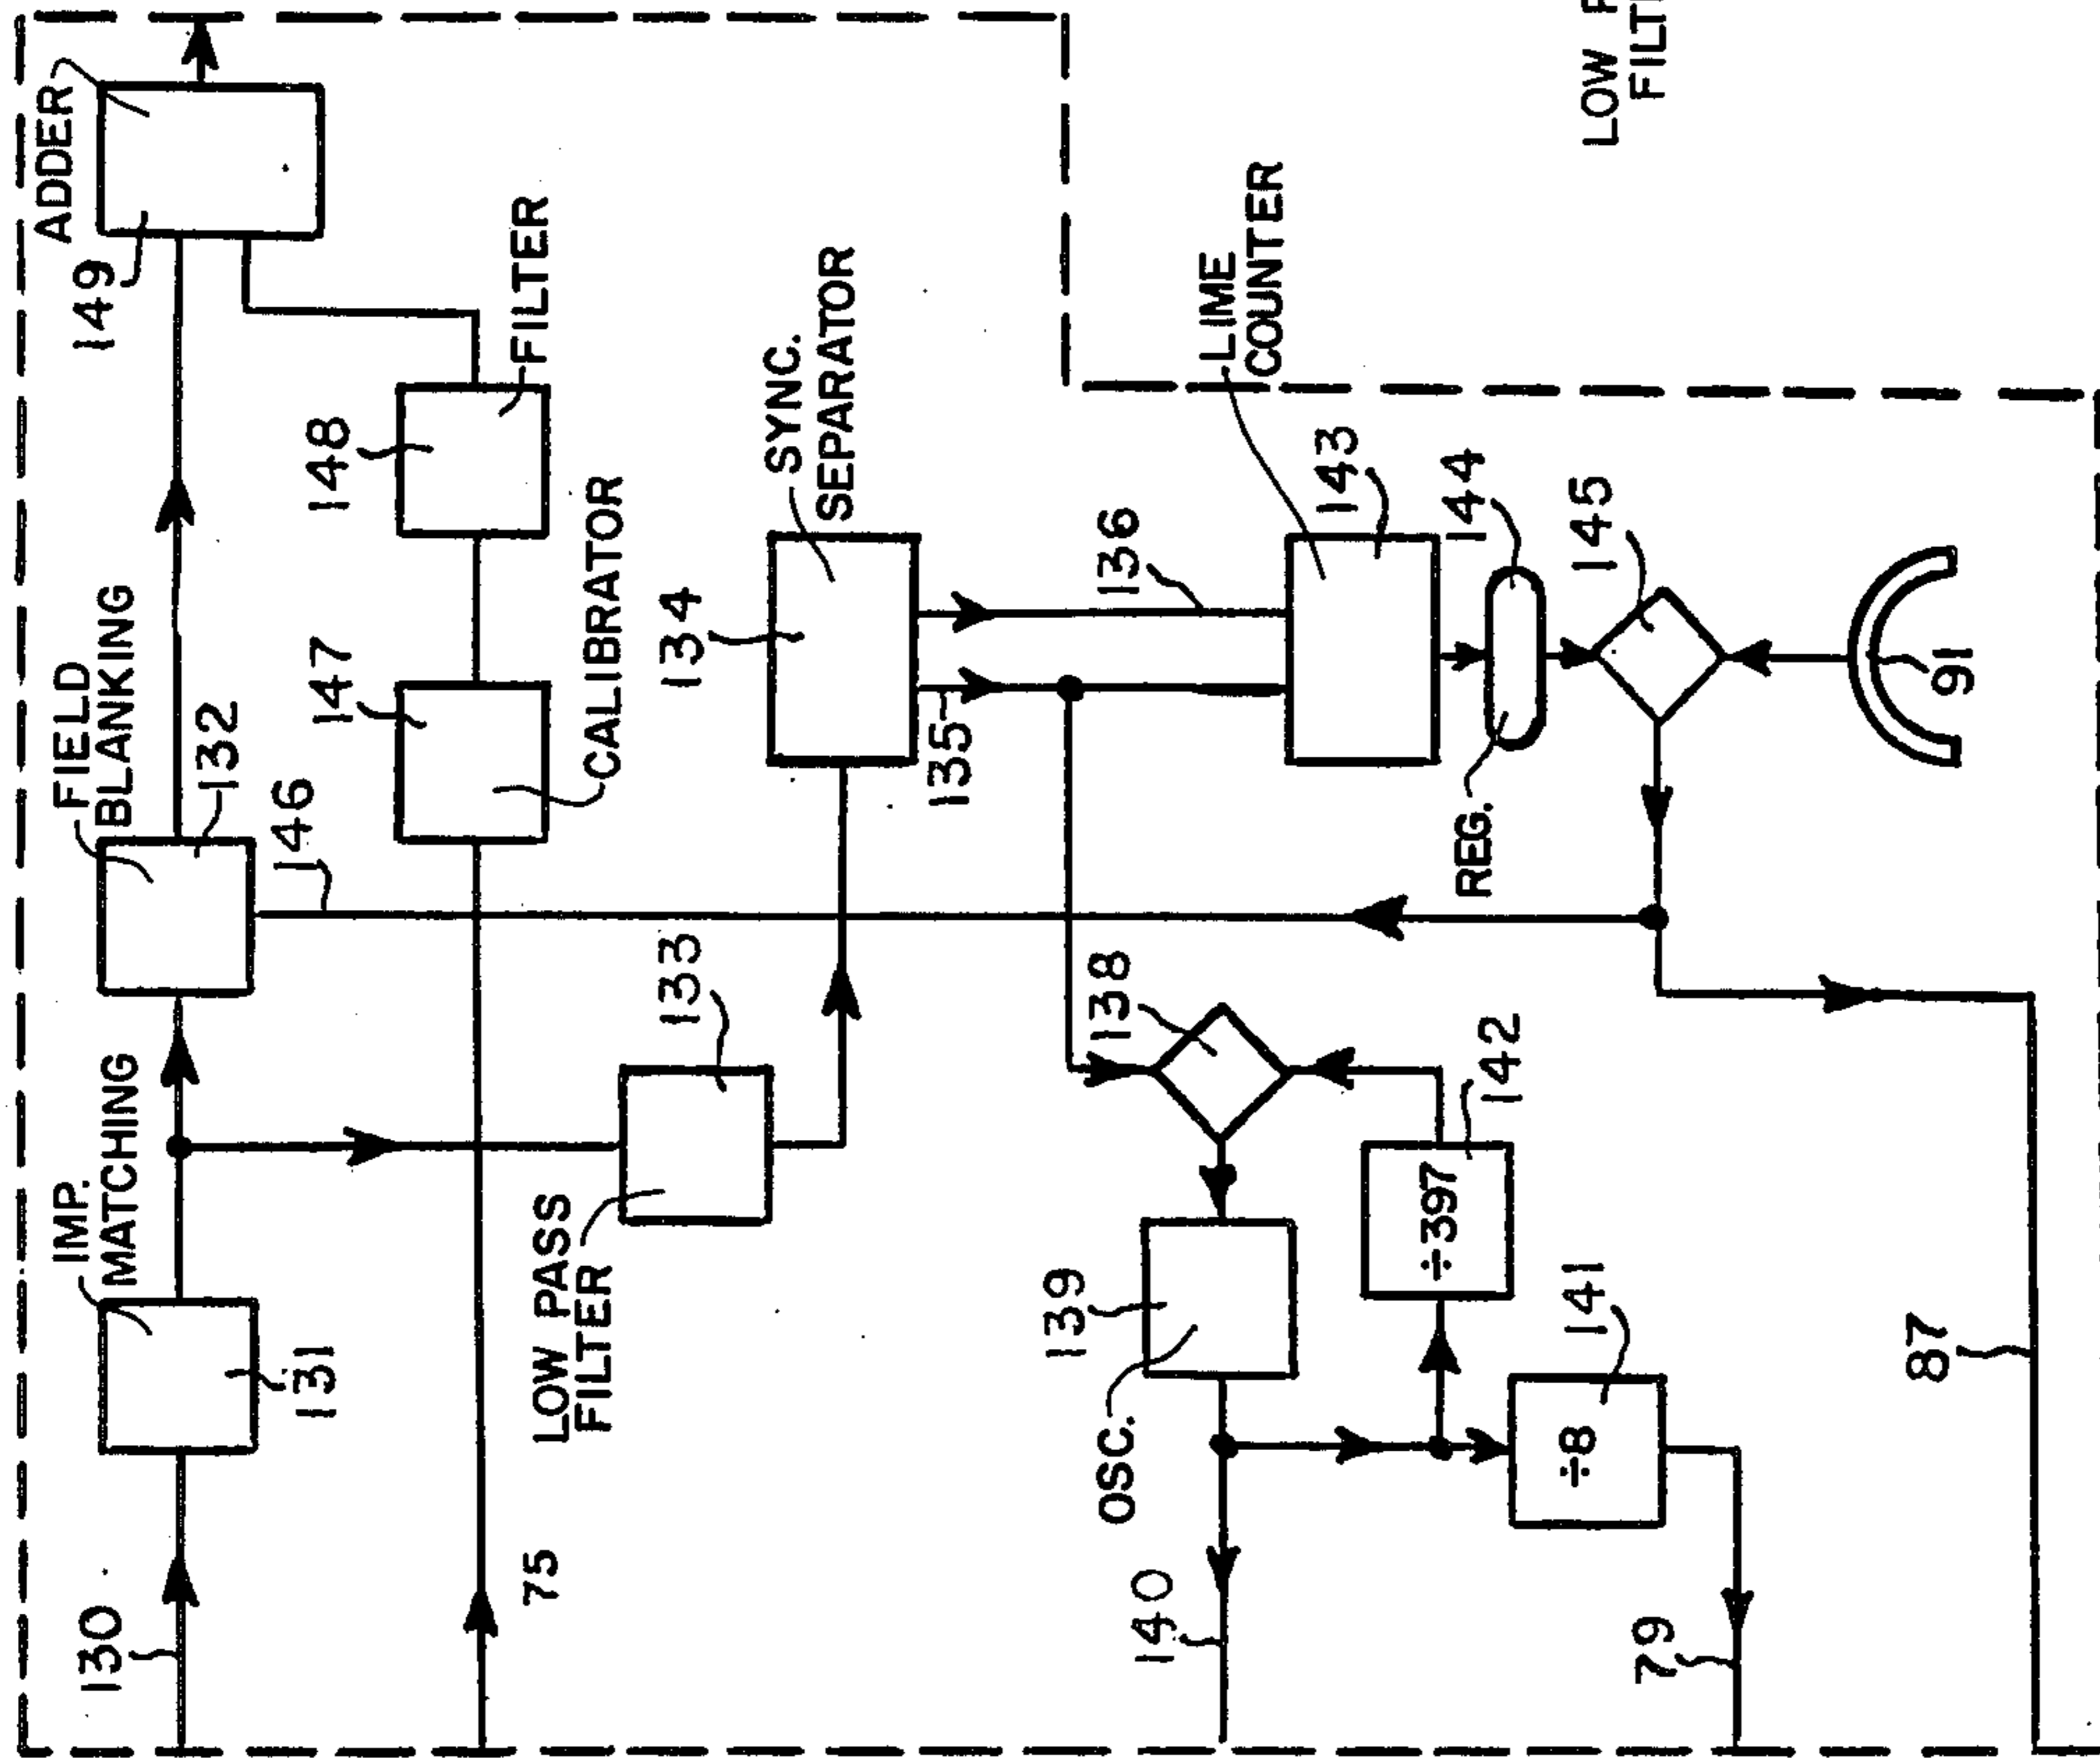 ADDER
149
FILTER
148
FIELD
BLANKING
132
147
CALIBRATOR
146
IMP.
MATCHING
131
130
75
LOW PASS
FILTER
133
SYNC.
SEPARATOR
134
135
136
LIME
COUNTER
143
144
REG.
145
91
138
139
OSC.
÷397
142
÷8
141
140
79
87
LOW
FILT